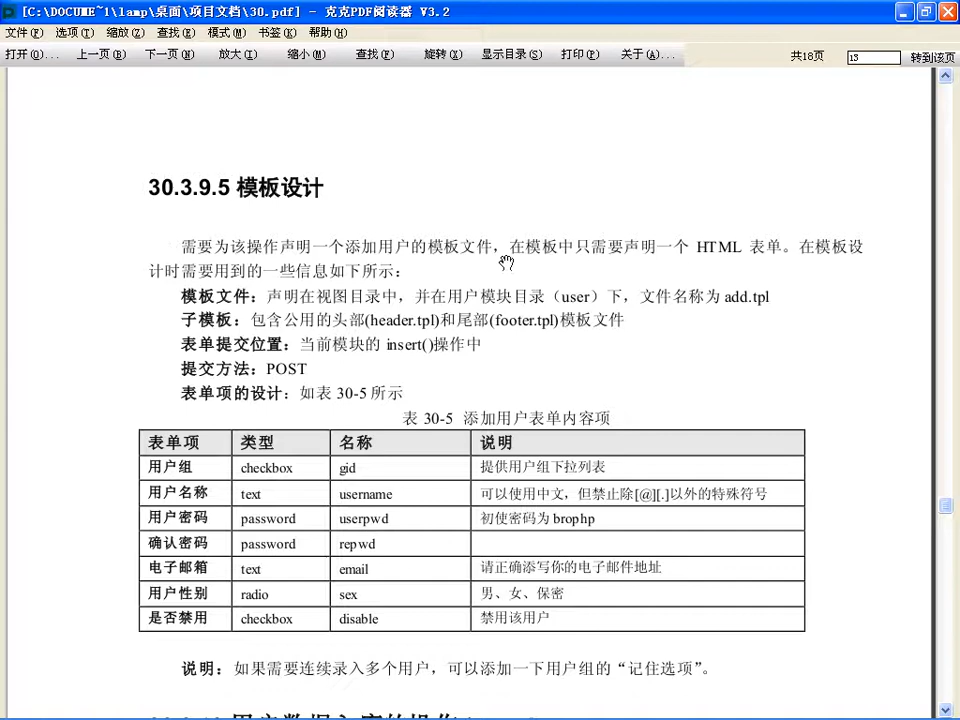 [C:\DOCUME~1\lamp\桌面\项目文档\30.pdf] - 克克PDF阅读器 V3.2
文件(F) 选项(T) 缩放(Z) 查找(E) 模式(M) 书签(K) 帮助(H)
打开(O)... 上一页(B) 下一页(N) 放大(I) 缩小(M) 查找(F) 旋转(X) 显示目录(S) 打印(P) 关于(A)... 共18页 13 转到该页
30.3.9.5 模板设计
需要为该操作声明一个添加用户的模板文件，在模板中只需要声明一个 HTML 表单。在模板设
计时需要用到的一些信息如下所示：
模板文件：声明在视图目录中，并在用户模块目录（user）下，文件名称为 add.tpl
子模板：包含公用的头部(header.tpl)和尾部(footer.tpl)模板文件
表单提交位置：当前模块的 insert()操作中
提交方法：POST
表单项的设计：如表 30-5 所示
表 30-5 添加用户表单内容项
表单项 类型 名称 说明
用户组 checkbox gid 提供用户组下拉列表
用户名称 text username 可以使用中文，但禁止除[@][.]以外的特殊符号
用户密码 password userpwd 初使密码为 brophp
确认密码 password repwd
电子邮箱 text email 请正确添写你的电子邮件地址
用户性别 radio sex 男、女、保密
是否禁用 checkbox disable 禁用该用户
说明：如果需要连续录入多个用户，可以添加一下用户组的“记住选项”。